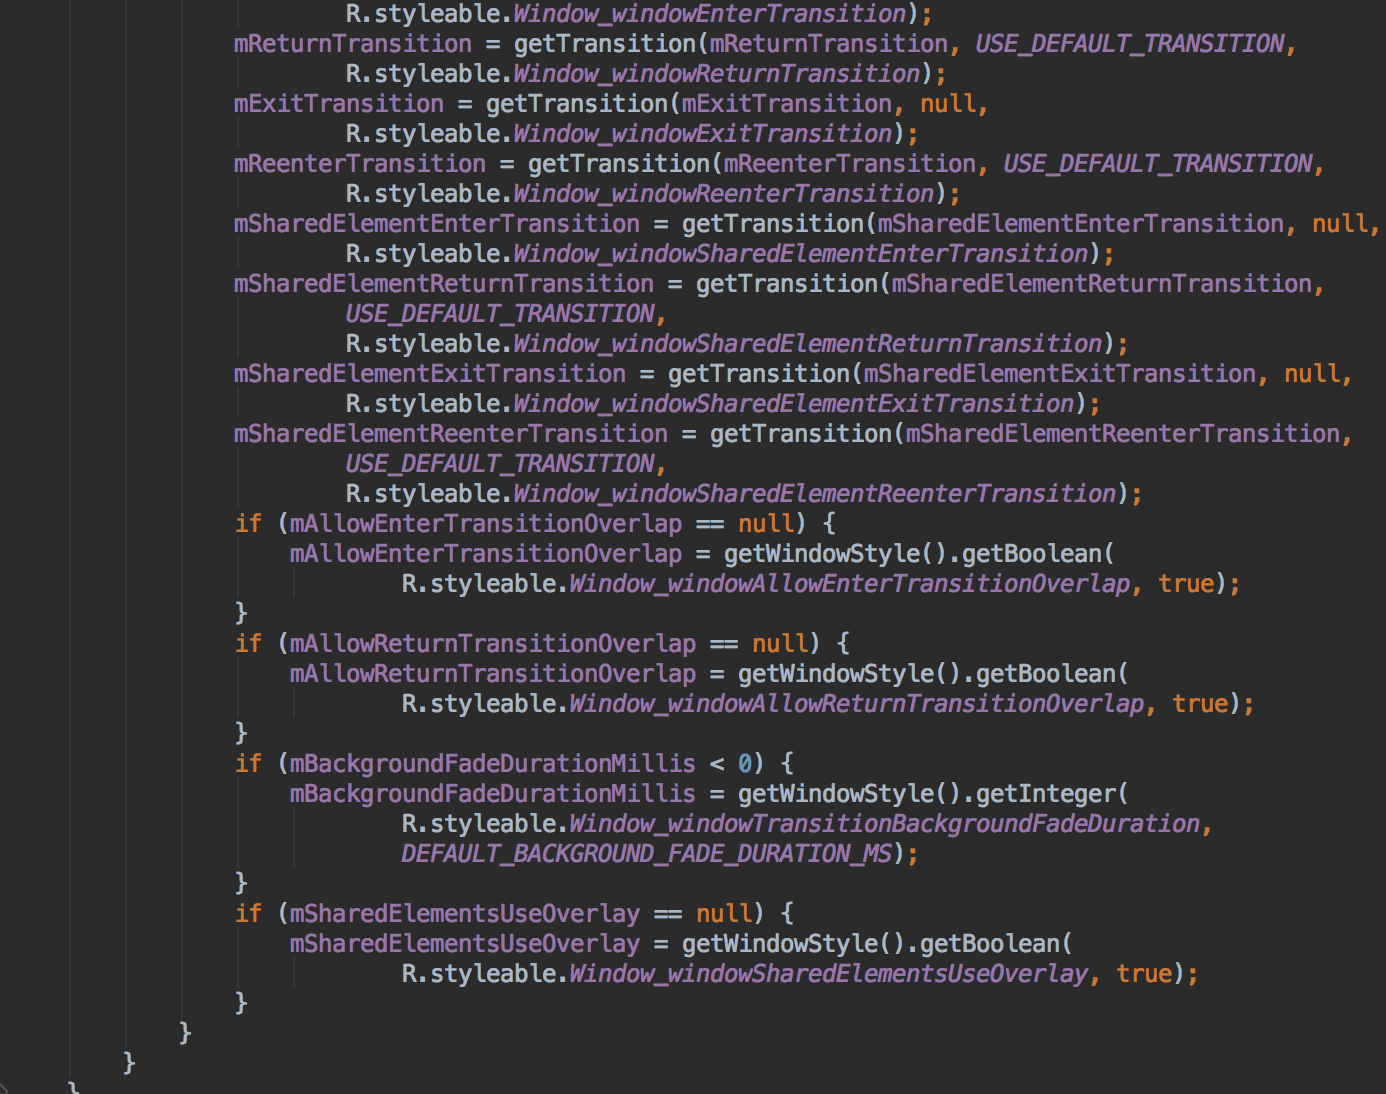 R.styleable.Window_windowEnterTransition);
mReturnTransition = getTransition(mReturnTransition, USE_DEFAULT_TRANSITION,
R.styleable.Window_windowReturnTransition);
mExitTransition = getTransition(mExitTransition, null,
R.styleable.Window_windowExitTransition);
mReenterTransition = getTransition(mReenterTransition, USE_DEFAULT_TRANSITION,
R.styleable.Window_windowReenterTransition);
mSharedElementEnterTransition = getTransition(mSharedElementEnterTransition, null,
R.styleable.Window_windowSharedElementEnterTransition);
mSharedElementReturnTransition = getTransition(mSharedElementReturnTransition,
USE_DEFAULT_TRANSITION,
R.styleable.Window_windowSharedElementReturnTransition);
mSharedElementExitTransition = getTransition(mSharedElementExitTransition, null,
R.styleable.Window_windowSharedElementExitTransition);
mSharedElementReenterTransition = getTransition(mSharedElementReenterTransition,
USE_DEFAULT_TRANSITION,
R.styleable.Window_windowSharedElementReenterTransition);
if (mAllowEnterTransitionOverlap == null) {
mAllowEnterTransitionOverlap = getWindowStyle().getBoolean(
R.styleable.Window_windowAllowEnterTransitionOverlap, true);
}
if (mAllowReturnTransitionOverlap == null) {
mAllowReturnTransitionOverlap = getWindowStyle().getBoolean(
R.styleable.Window_windowAllowReturnTransitionOverlap, true);
}
if (mBackgroundFadeDurationMillis < 0) {
mBackgroundFadeDurationMillis = getWindowStyle().getInteger(
R.styleable.Window_windowTransitionBackgroundFadeDuration,
DEFAULT_BACKGROUND_FADE_DURATION_MS);
}
if (mSharedElementsUseOverlay == null) {
mSharedElementsUseOverlay = getWindowStyle().getBoolean(
R.styleable.Window_windowSharedElementsUseOverlay, true);
}
}
}
}